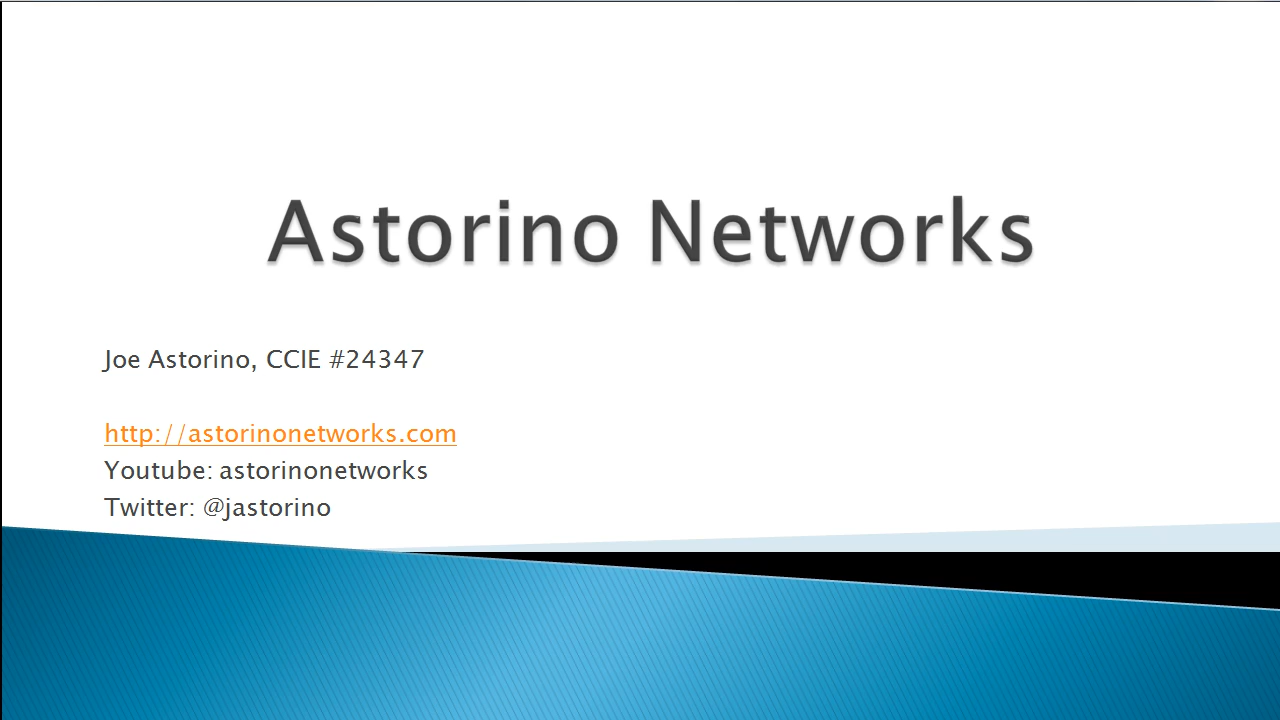 Astorino Networks
Joe Astorino, CCIE #24347
http://astorinonetworks.com
Youtube: astorinonetworks
Twitter: @jastorino